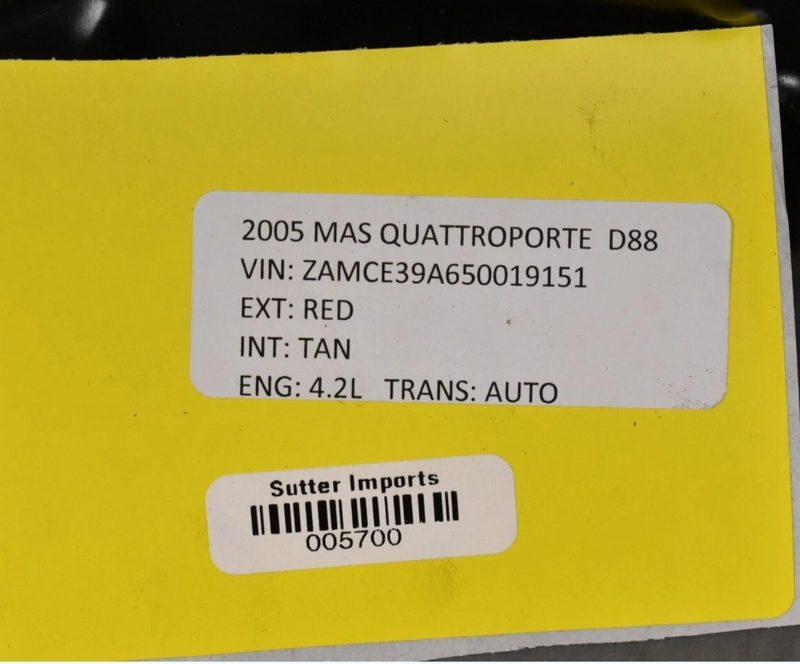 2005 MAS QUATTROPORTE D88
VIN: ZAMCE39A650019151
EXT: RED
INT: TAN
ENG: 4.2L TRANS: AUTO
Sutter Imports
005700